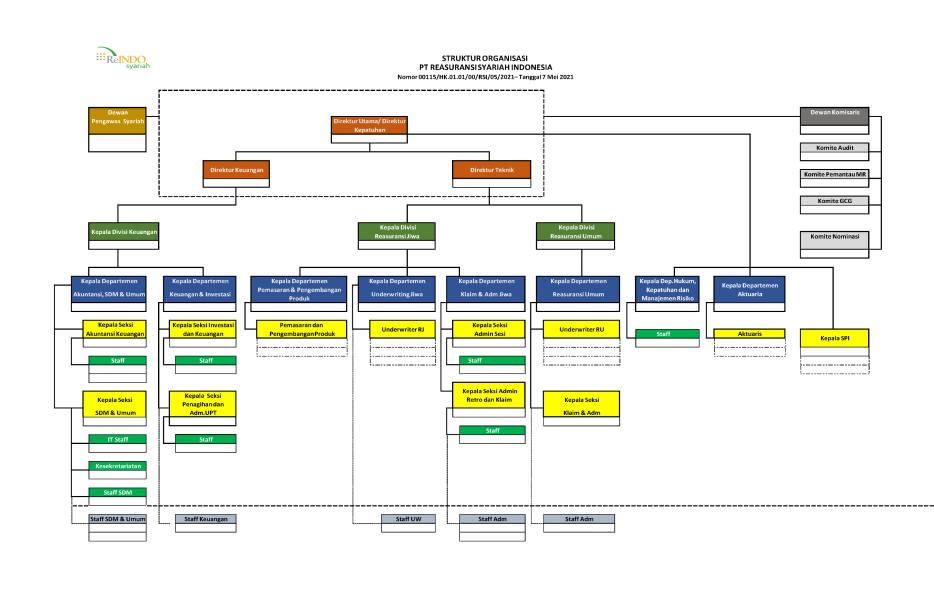 ReINDO
syariah
STRUKTUR ORGANISASI
PT REASURANSI SYARIAH INDONESIA
Nomor 00115/HK.01.01/00/RSI/05/2021– Tanggal 7 Mei 2021
Dewan
Pengawas Syariah
Direktur Utama/ Direktur
Kepatuhan
Dewan Komisaris
Komite Audit
Komite Pemantau MR
Komite GCG
Komite Nominasi
Direktur Keuangan
Direktur Teknik
Kepala Divisi Keuangan
Kepala Divisi
Reasuransi Jiwa
Kepala Divisi
Reasuransi Umum
Kepala Departemen
Akuntansi, SDM & Umum
Kepala Departemen
Keuangan & Investasi
Kepala Departemen
Pemasaran & Pengembangan
Produk
Kepala Departemen
Underwriting Jiwa
Kepala Departemen
Klaim & Adm Jiwa
Kepala Departemen
Reasuransi Umum
Kepala Dep.Hukum,
Kepatuhan dan
Manajemen Risiko
Kepala Departemen
Aktuaria
Kepala Seksi
Akuntansi Keuangan
Kepala Seksi Investasi
dan Keuangan
Pemasaran dan
Pengembangan Produk
Underwriter RJ
Kepala Seksi
Admin Sesi
Underwriter RU
Staff
Aktuaris
Kepala SPI
Staff
Staff
Staff
Kepala Seksi
SDM & Umum
Kepala Seksi
Penagihan dan
Adm.UPT
Kepala Seksi Admin
Retro dan Klaim
Kepala Seksi
Klaim & Adm
IT Staff
Staff
Staff
Kesekretariatan
Staff SDM
Staff SDM & Umum
Staff Keuangan
Staff UW
Staff Adm
Staff Adm